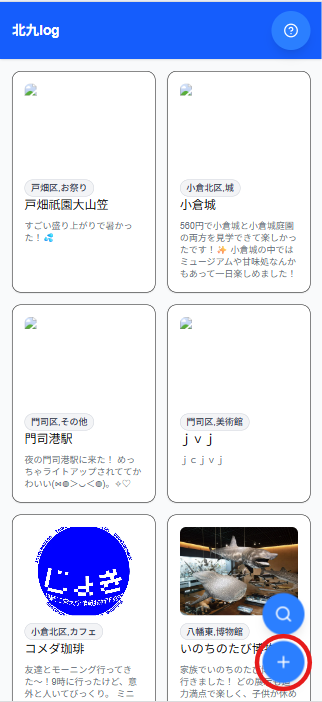 北九log
戸畑区,お祭り
戸畑祇園大山笠
すごい盛り上がりで暑かっ
た！💦
小倉北区,城
小倉城
560円で小倉城と小倉城庭園
の両方を見学できて楽しかっ
たです！✨ 小倉城の中では
ミュージアムや甘味処なんか
もあって一日楽しめました！
門司区,その他
門司港駅
夜の門司港駅に来た！ めっ
ちゃライトアップされててか
門司区,美術館
ｊｖｊ
ｊｃｊｖｊ
じょぎ
小倉北区,カフェ
コメダ珈琲
友達とモーニング行ってき
た～！9時に行ったけど、意
外と人いてびっくり。 ミニ
八幡東,博物館
いのちのたび博
家族でいのちのたび
行きました！ どの展示も迫
力満点で楽しく、子供が休め